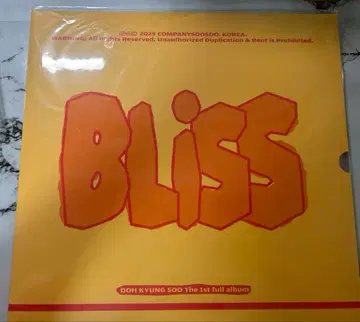 ⓟ© 2025 COMPANYSOOSOO. KOREA.
WARNING: All Rights Reserved. Unauthorized Duplication & Rent is Prohibited.
BLiSS
DOH KYUNG SOO The 1st full album